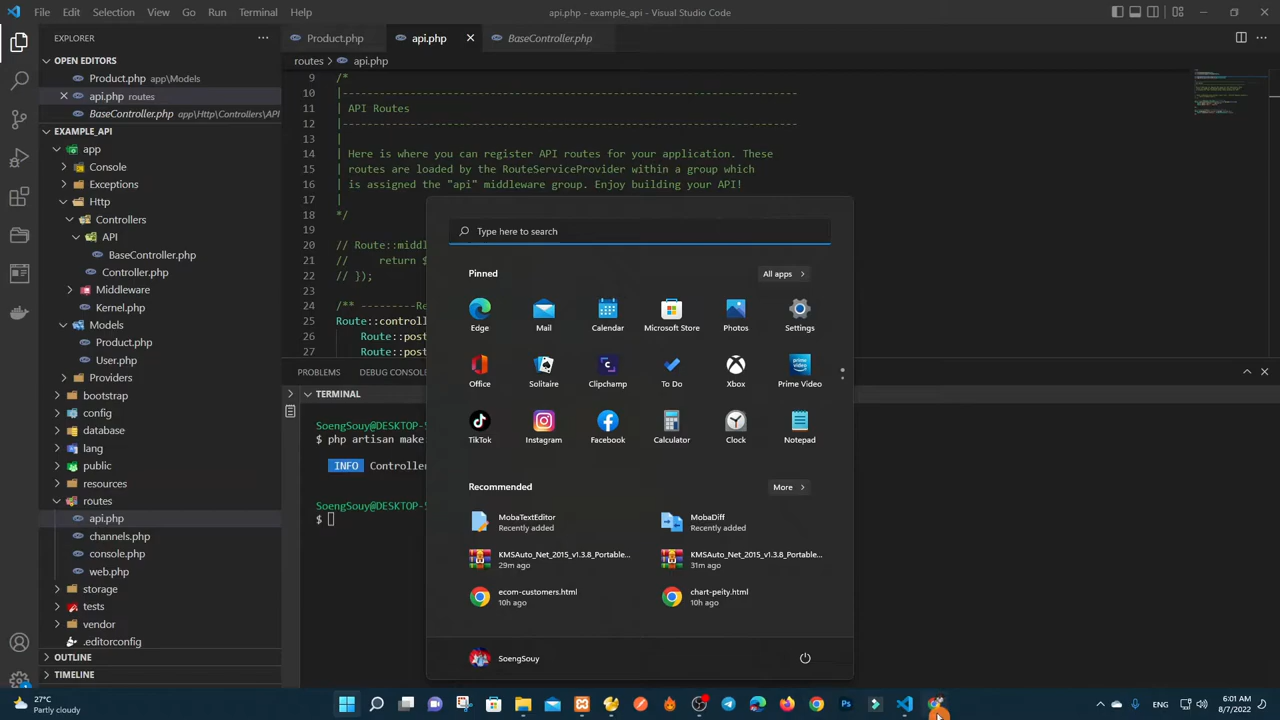 File Edit Selection View Go Run Terminal Help
api.php - example_api - Visual Studio Code
EXPLORER
OPEN EDITORS
Product.php app\Models
api.php routes
BaseController.php app\Http\Controllers\API
EXAMPLE_API
app
Console
Exceptions
Http
Controllers
API
BaseController.php
Controller.php
Middleware
Kernel.php
Models
Product.php
User.php
Providers
bootstrap
config
database
lang
public
resources
routes
api.php
channels.php
console.php
web.php
storage
tests
vendor
.editorconfig
OUTLINE
TIMELINE
Product.php api.php BaseController.php
routes > api.php
9 /*
10 |--------------------------------------------------------------------------
11 | API Routes
12 |--------------------------------------------------------------------------
13 |
14 | Here is where you can register API routes for your application. These
15 | routes are loaded by the RouteServiceProvider within a group which
16 | is assigned the "api" middleware group. Enjoy building your API!
17 |
18 */
19
20 // Route::middl
21 // return $
22 // });
23
24 /** ---------Re
25 Route::contro
26 Route::post
27 Route::post
PROBLEMS DEBUG CONSOLE
TERMINAL
SoengSouy@DESKTOP-
$ php artisan make
INFO Controller
SoengSouy@DESKTOP-
$
Type here to search
Pinned
All apps >
Edge Mail Calendar Microsoft Store Photos Settings
Office Solitaire Clipchamp To Do Xbox Prime Video
TikTok Instagram Facebook Calculator Clock Notepad
Recommended
More >
MobaTextEditor
Recently added
MobaDiff
Recently added
KMSAuto_Net_2015_v1.3.8_Portable...
29m ago
KMSAuto_Net_2015_v1.3.8_Portable...
31m ago
ecom-customers.html
10h ago
chart-peity.html
10h ago
SoengSouy
27°C
Partly cloudy
ENG
6:01 AM
8/7/2022